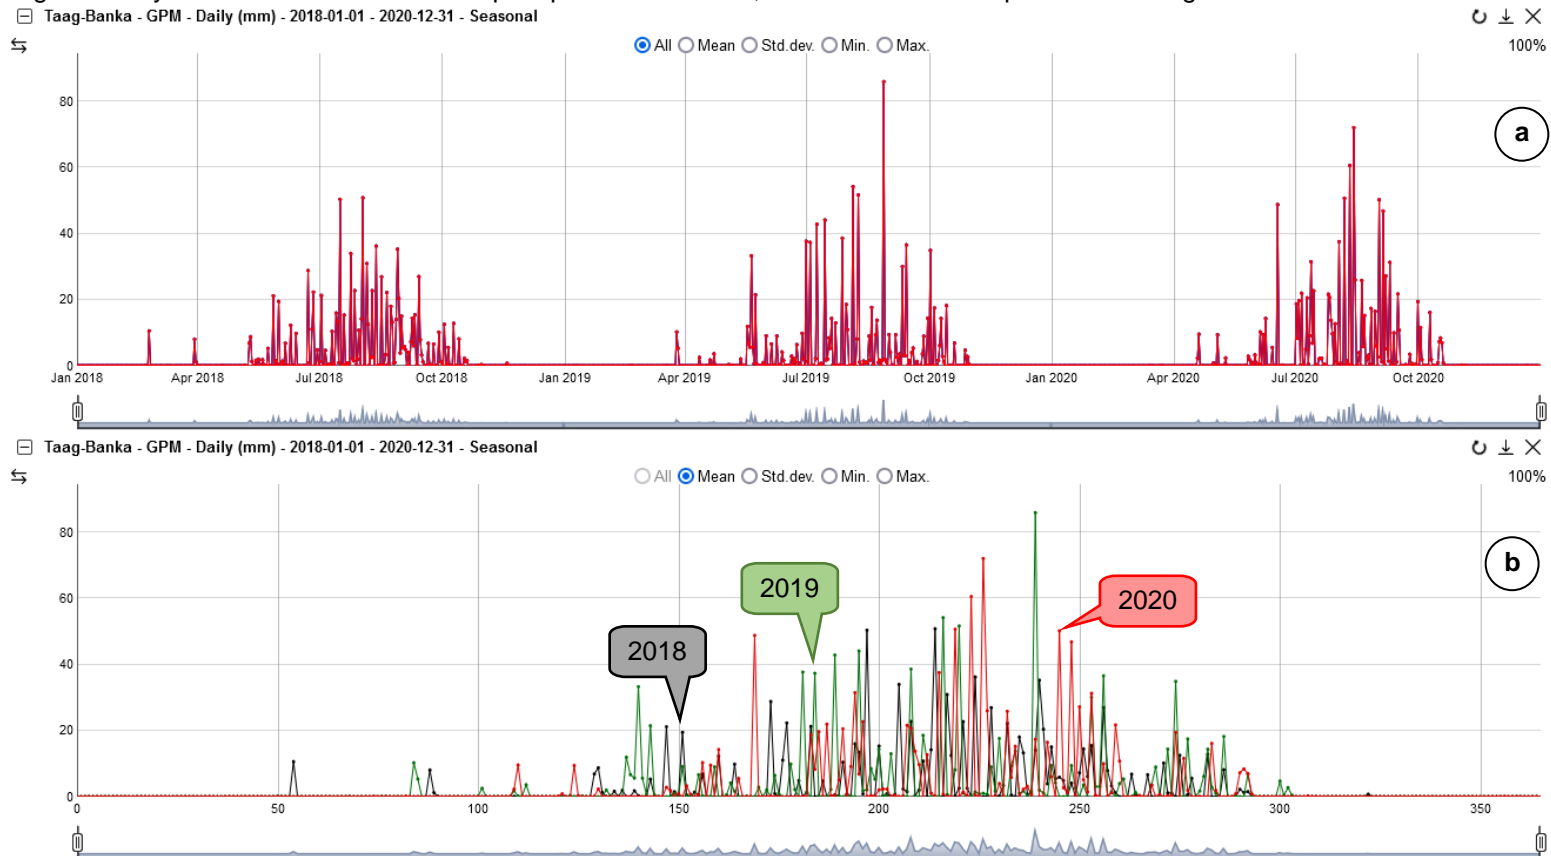 Taag-Banka - GPM - Daily (mm) - 2018-01-01 - 2020-12-31 - Seasonal
All Mean Std.dev. Min. Max.
100%
80
60
40
20
0
a
Jan 2018 Apr 2018 Jul 2018 Oct 2018 Jan 2019 Apr 2019 Jul 2019 Oct 2019 Jan 2020 Apr 2020 Jul 2020 Oct 2020
Taag-Banka - GPM - Daily (mm) - 2018-01-01 - 2020-12-31 - Seasonal
All Mean Std.dev. Min. Max.
100%
80
60
40
20
0
b
2019
2020
2018
0 50 100 150 200 250 300 350